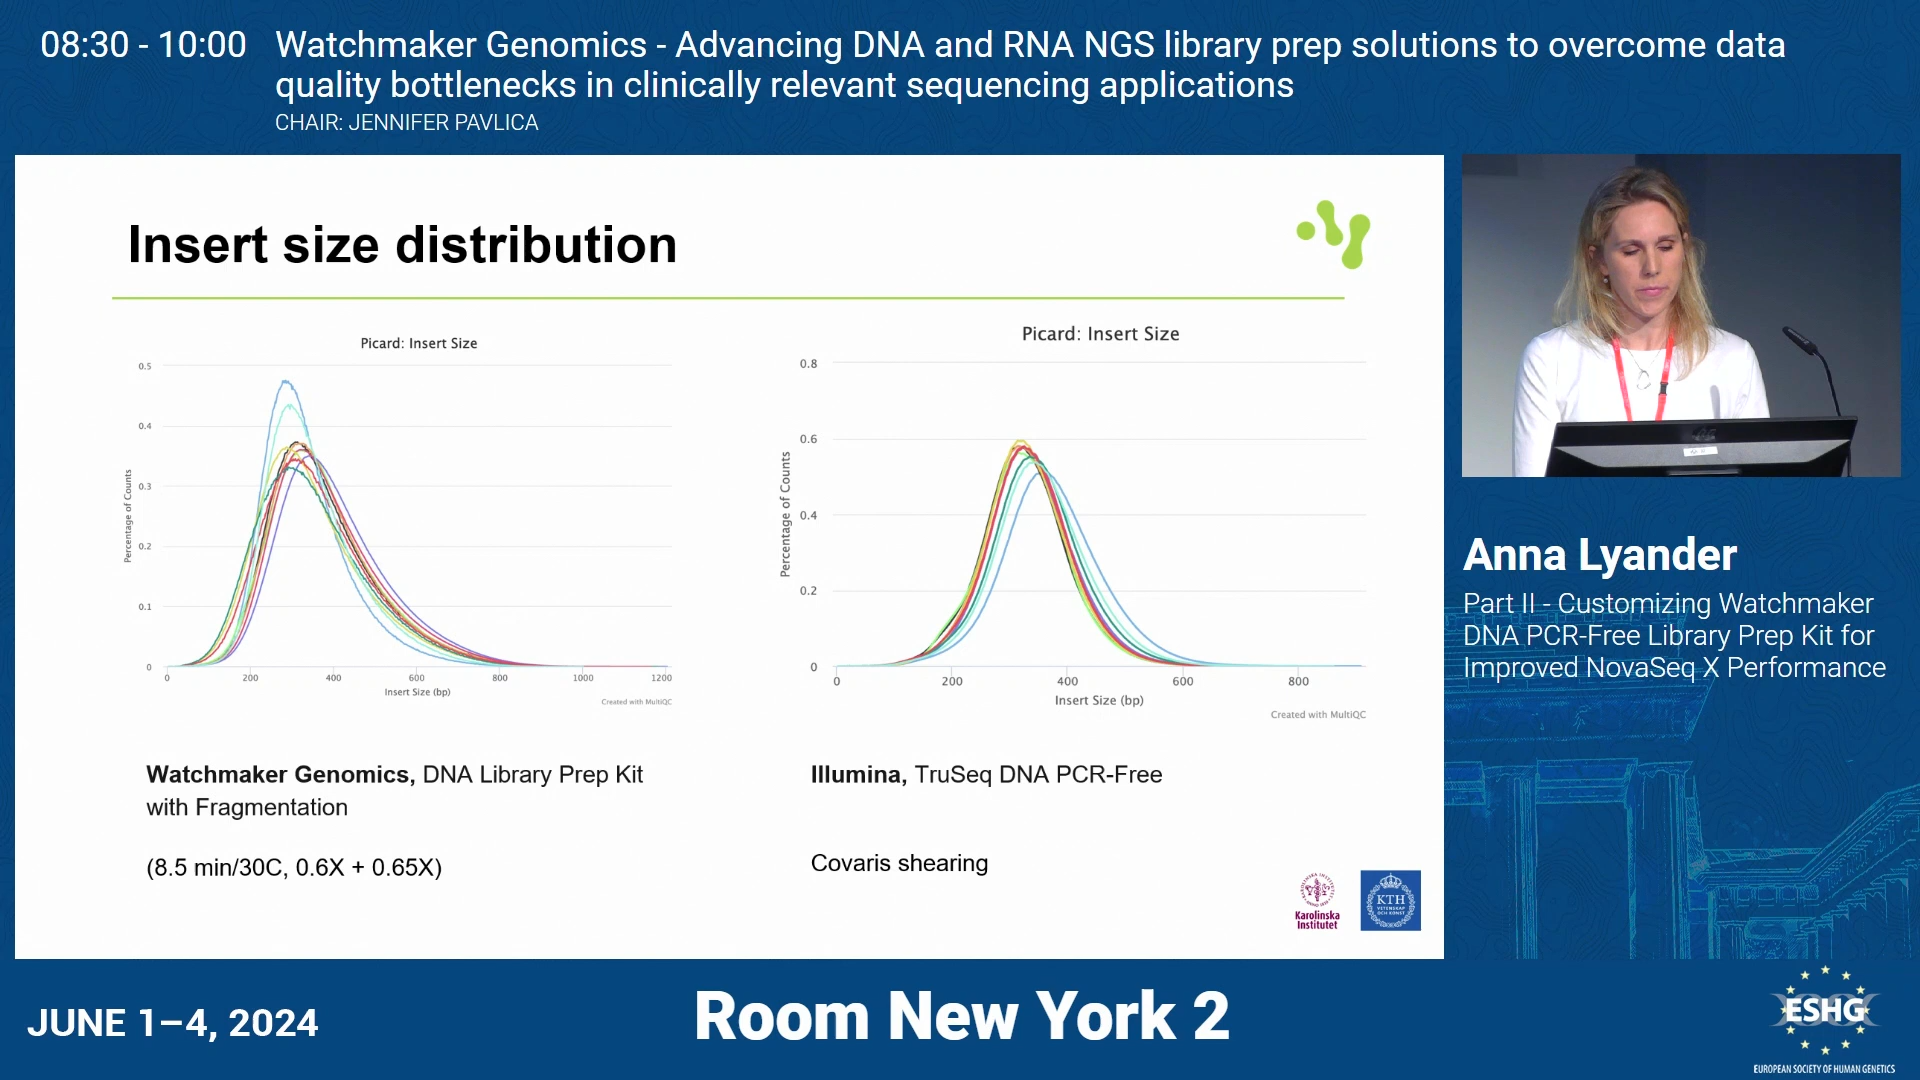 08:30 - 10:00
Watchmaker Genomics - Advancing DNA and RNA NGS library prep solutions to overcome data
quality bottlenecks in clinically relevant sequencing applications
CHAIR: JENNIFER PAVLICA
Insert size distribution
Picard: Insert Size
0.5
0.4
0.3
0.2
0.1
0
Percentage of Counts
0 200 400 600 800 1000 1200
Insert Size (bp)
Created with MultiQC
Picard: Insert Size
0.8
0.6
0.4
0.2
0
Percentage of Counts
0 200 400 600 800
Insert Size (bp)
Created with MultiQC
Watchmaker Genomics, DNA Library Prep Kit
with Fragmentation
(8.5 min/30C, 0.6X + 0.65X)
Illumina, TruSeq DNA PCR-Free
Covaris shearing
Karolinska
Institutet
KTH
VETENSKAP
OCH KONST
Anna Lyander
Part II - Customizing Watchmaker
DNA PCR-Free Library Prep Kit for
Improved NovaSeq X Performance
JUNE 1–4, 2024
Room New York 2
ESHG
EUROPEAN SOCIETY OF HUMAN GENETICS